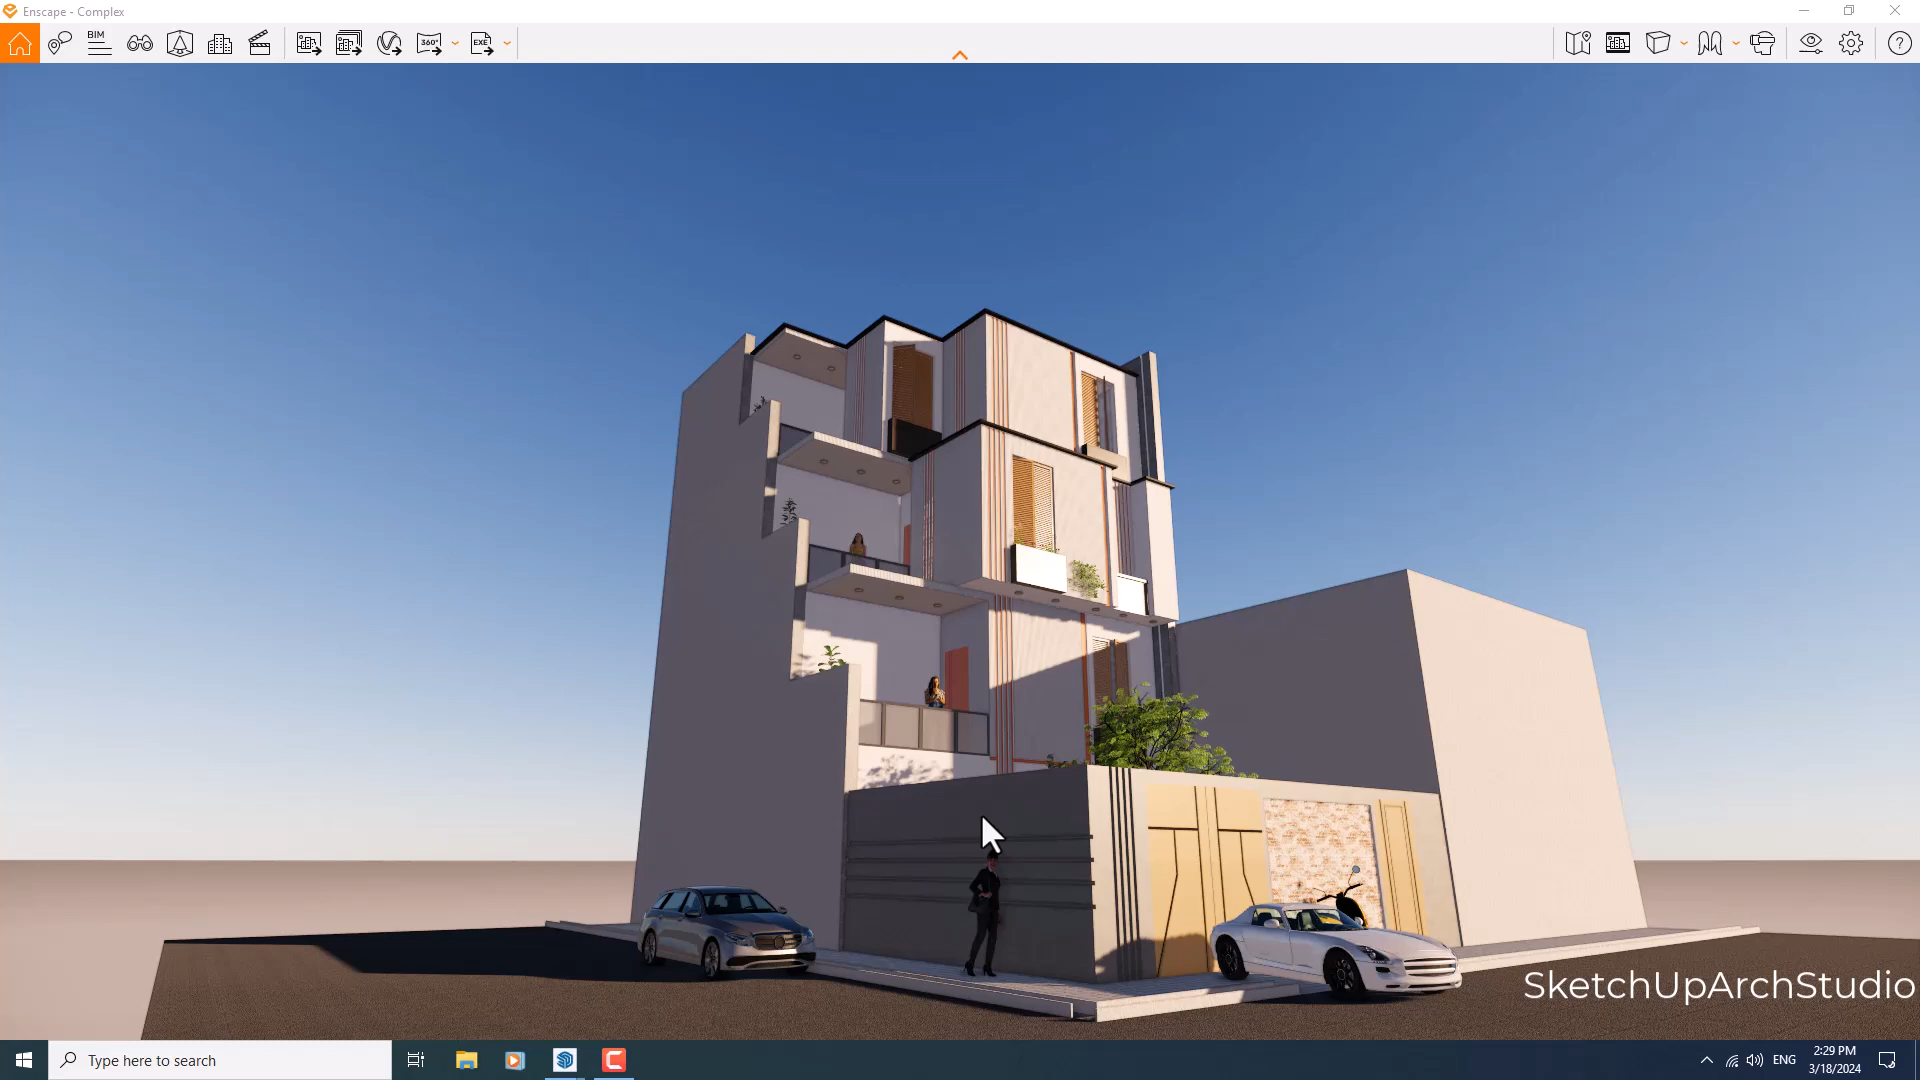 Enscape - Complex
BIM
360°
EXE
SketchUpArchStudio
Type here to search
ENG
2:29 PM
3/18/2024